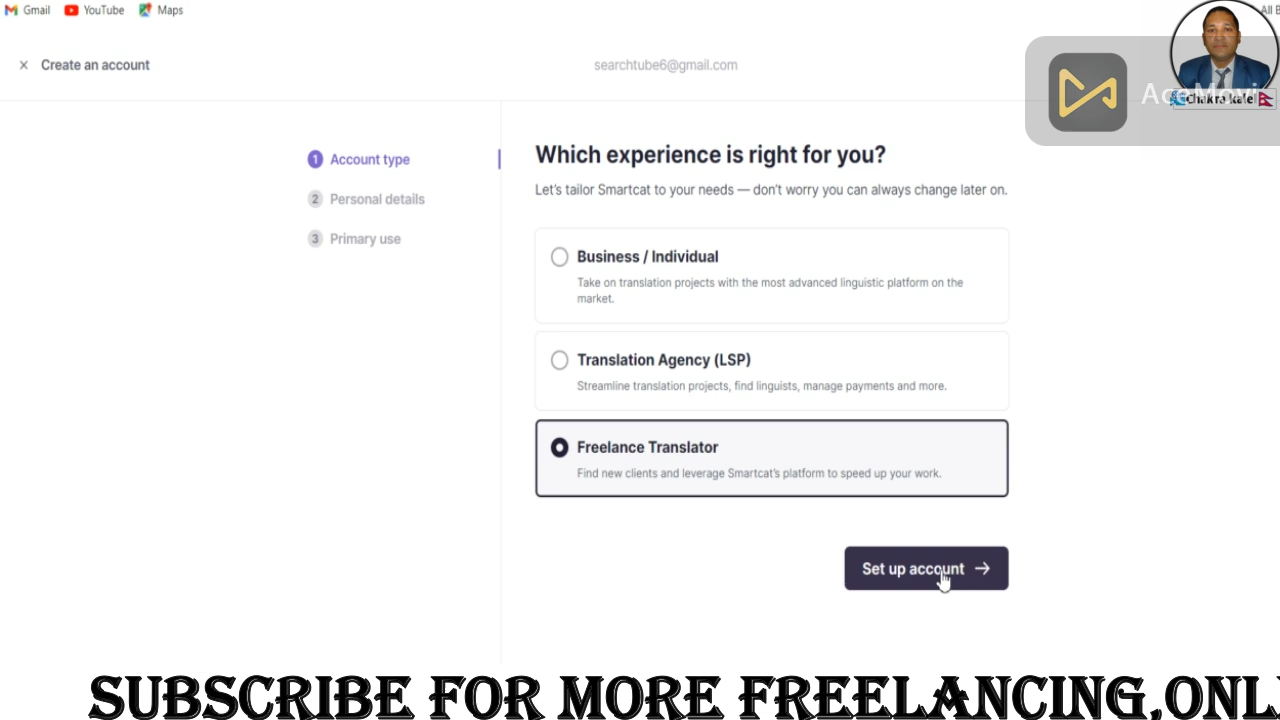 Gmail YouTube Maps
All B
× Create an account
searchtube6@gmail.com
AceMovi
Chakra kafel
1 Account type
2 Personal details
3 Primary use
Which experience is right for you?
Let's tailor Smartcat to your needs — don't worry you can always change later on.
Business / Individual
Take on translation projects with the most advanced linguistic platform on the
market.
Translation Agency (LSP)
Streamline translation projects, find linguists, manage payments and more.
Freelance Translator
Find new clients and leverage Smartcat's platform to speed up your work.
Set up account →
SUBSCRIBE FOR MORE FREELANCING,ONL